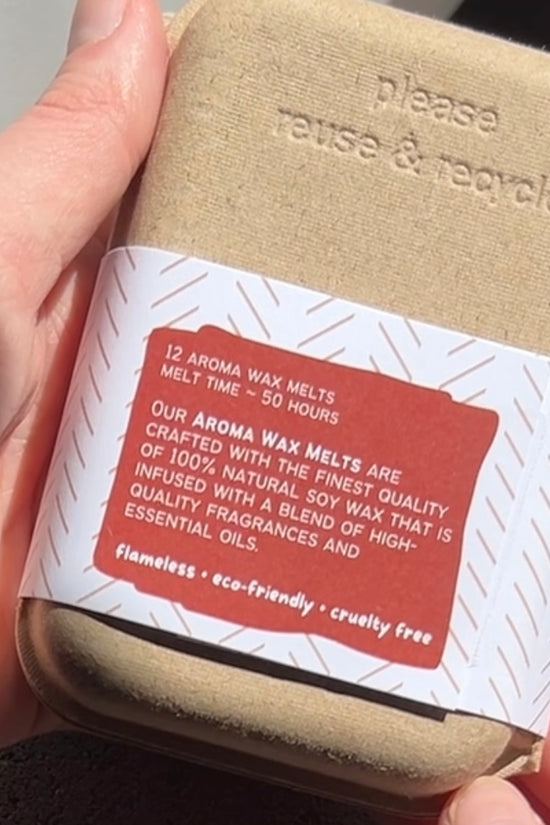 please
reuse & recycle
12 AROMA WAX MELTS
MELT TIME ~ 50 HOURS
OUR AROMA WAX MELTS ARE
CRAFTED WITH THE FINEST QUALITY
OF 100% NATURAL SOY WAX THAT IS
INFUSED WITH A BLEND OF HIGH-
QUALITY FRAGRANCES AND
ESSENTIAL OILS.
flameless • eco-friendly • cruelty free